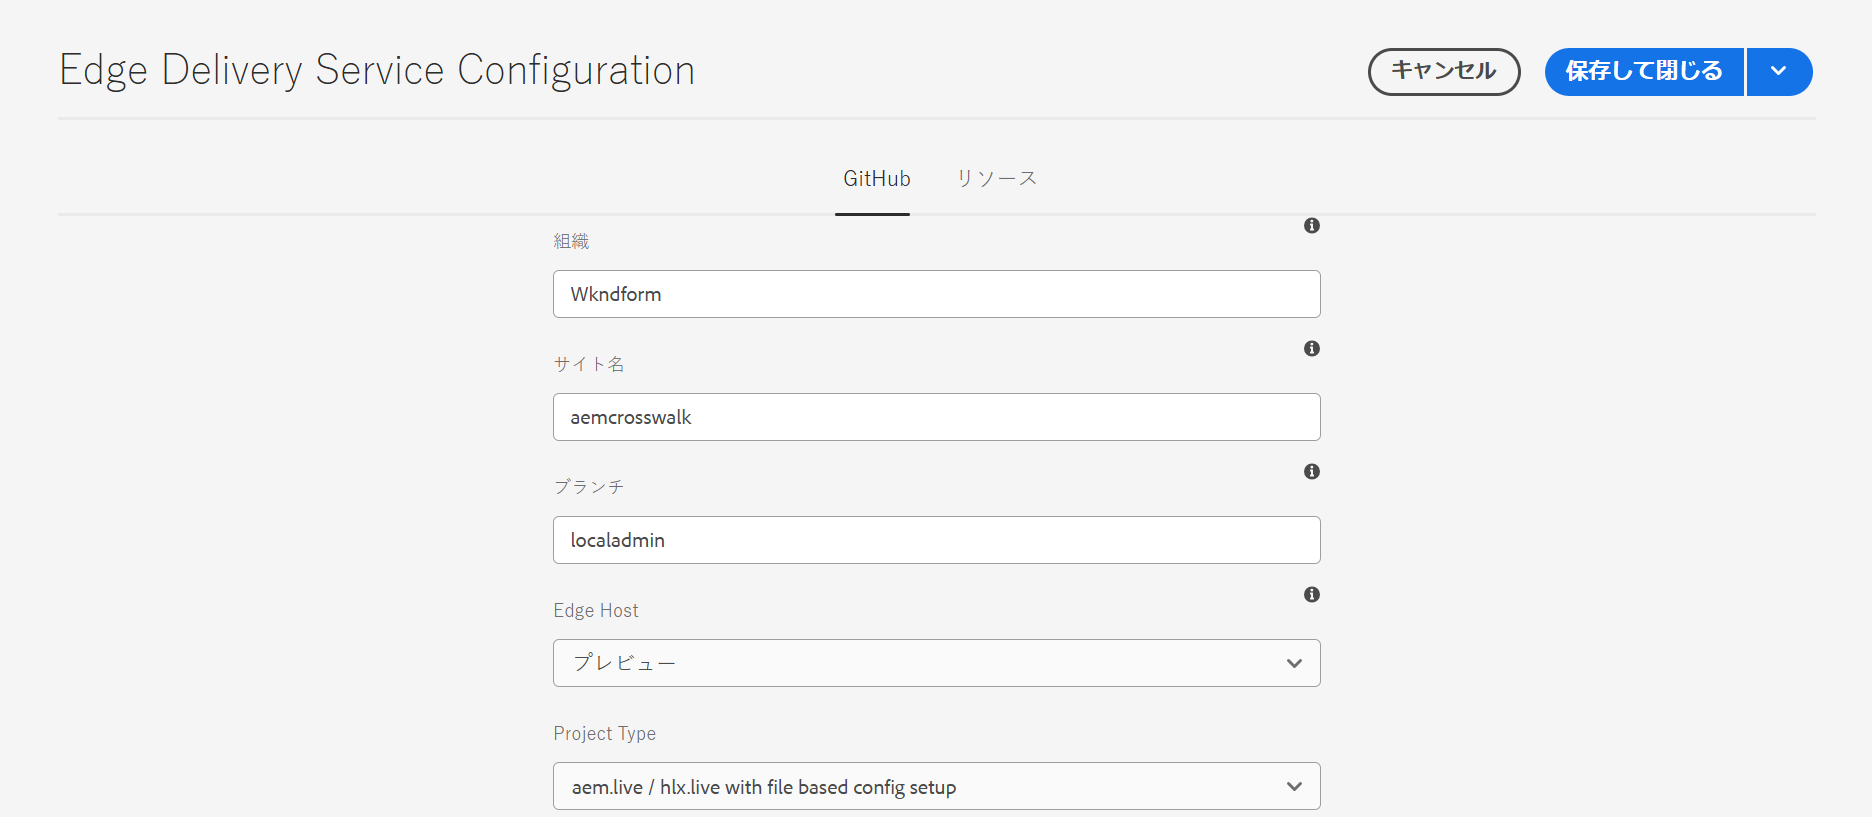 Edge Delivery Service Configuration
キャンセル
保存して閉じる
GitHub
リソース
組織
Wkndform
サイト名
aemcrosswalk
ブランチ
localadmin
Edge Host
プレビュー
Project Type
aem.live / hlx.live with file based config setup